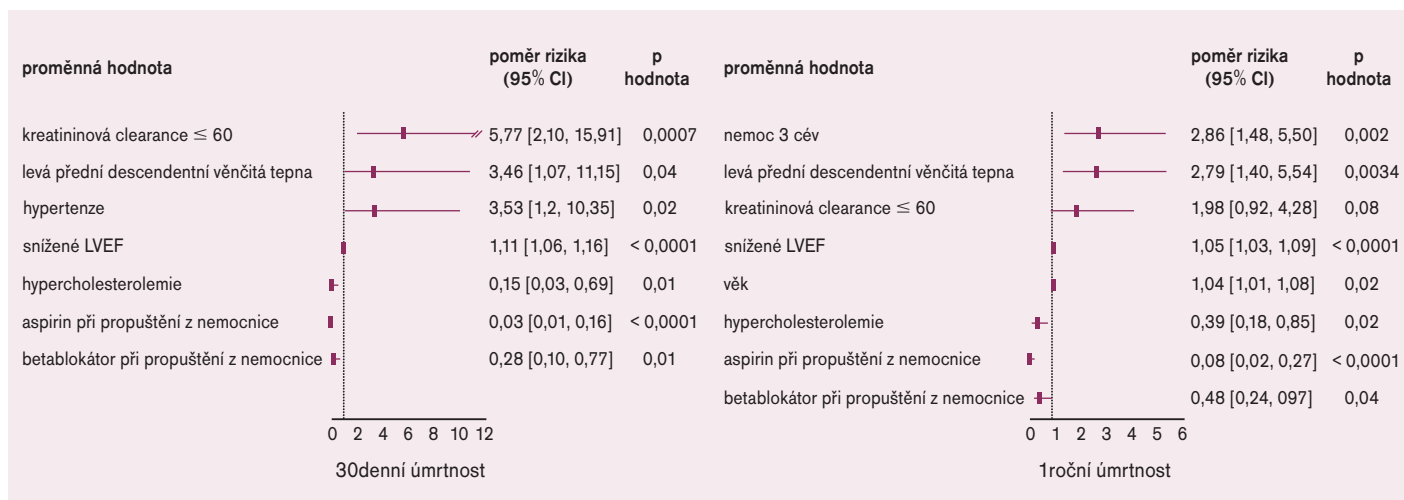 proměnná hodnota poměr rizika (95% CI) p hodnota
kreatininová clearance ≤ 60 5,77 [2,10, 15,91] 0,0007
levá přední descendentní věnčitá tepna 3,46 [1,07, 11,15] 0,04
hypertenze 3,53 [1,2, 10,35] 0,02
snížené LVEF 1,11 [1,06, 1,16] < 0,0001
hypercholesterolemie 0,15 [0,03, 0,69] 0,01
aspirin při propuštění z nemocnice 0,03 [0,01, 0,16] < 0,0001
betablokátor při propuštění z nemocnice 0,28 [0,10, 0,77] 0,01
0 2 4 6 8 10 12
30denní úmrtnost
proměnná hodnota poměr rizika (95% CI) p hodnota
nemoc 3 cév 2,86 [1,48, 5,50] 0,002
levá přední descendentní věnčitá tepna 2,79 [1,40, 5,54] 0,0034
kreatininová clearance ≤ 60 1,98 [0,92, 4,28] 0,08
snížené LVEF 1,05 [1,03, 1,09] < 0,0001
věk 1,04 [1,01, 1,08] 0,02
hypercholesterolemie 0,39 [0,18, 0,85] 0,02
aspirin při propuštění z nemocnice 0,08 [0,02, 0,27] < 0,0001
betablokátor při propuštění z nemocnice 0,48 [0,24, 097] 0,04
0 1 2 3 4 5 6
1roční úmrtnost